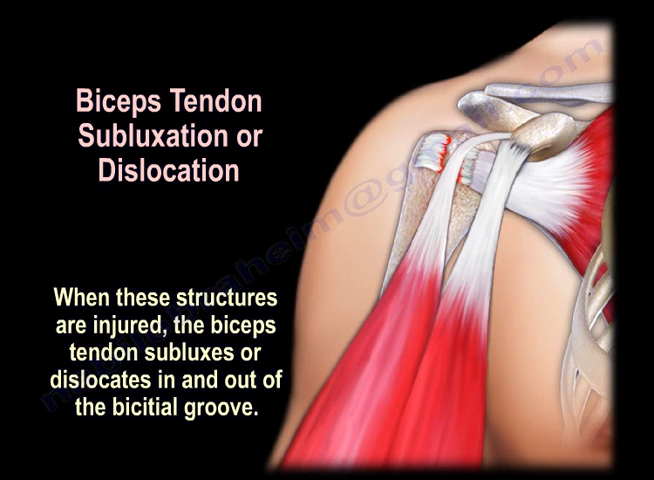 Biceps Tendon
Subluxation or
Dislocation
When these structures
are injured, the biceps
tendon subluxes or
dislocates in and out of
the bicitial groove.